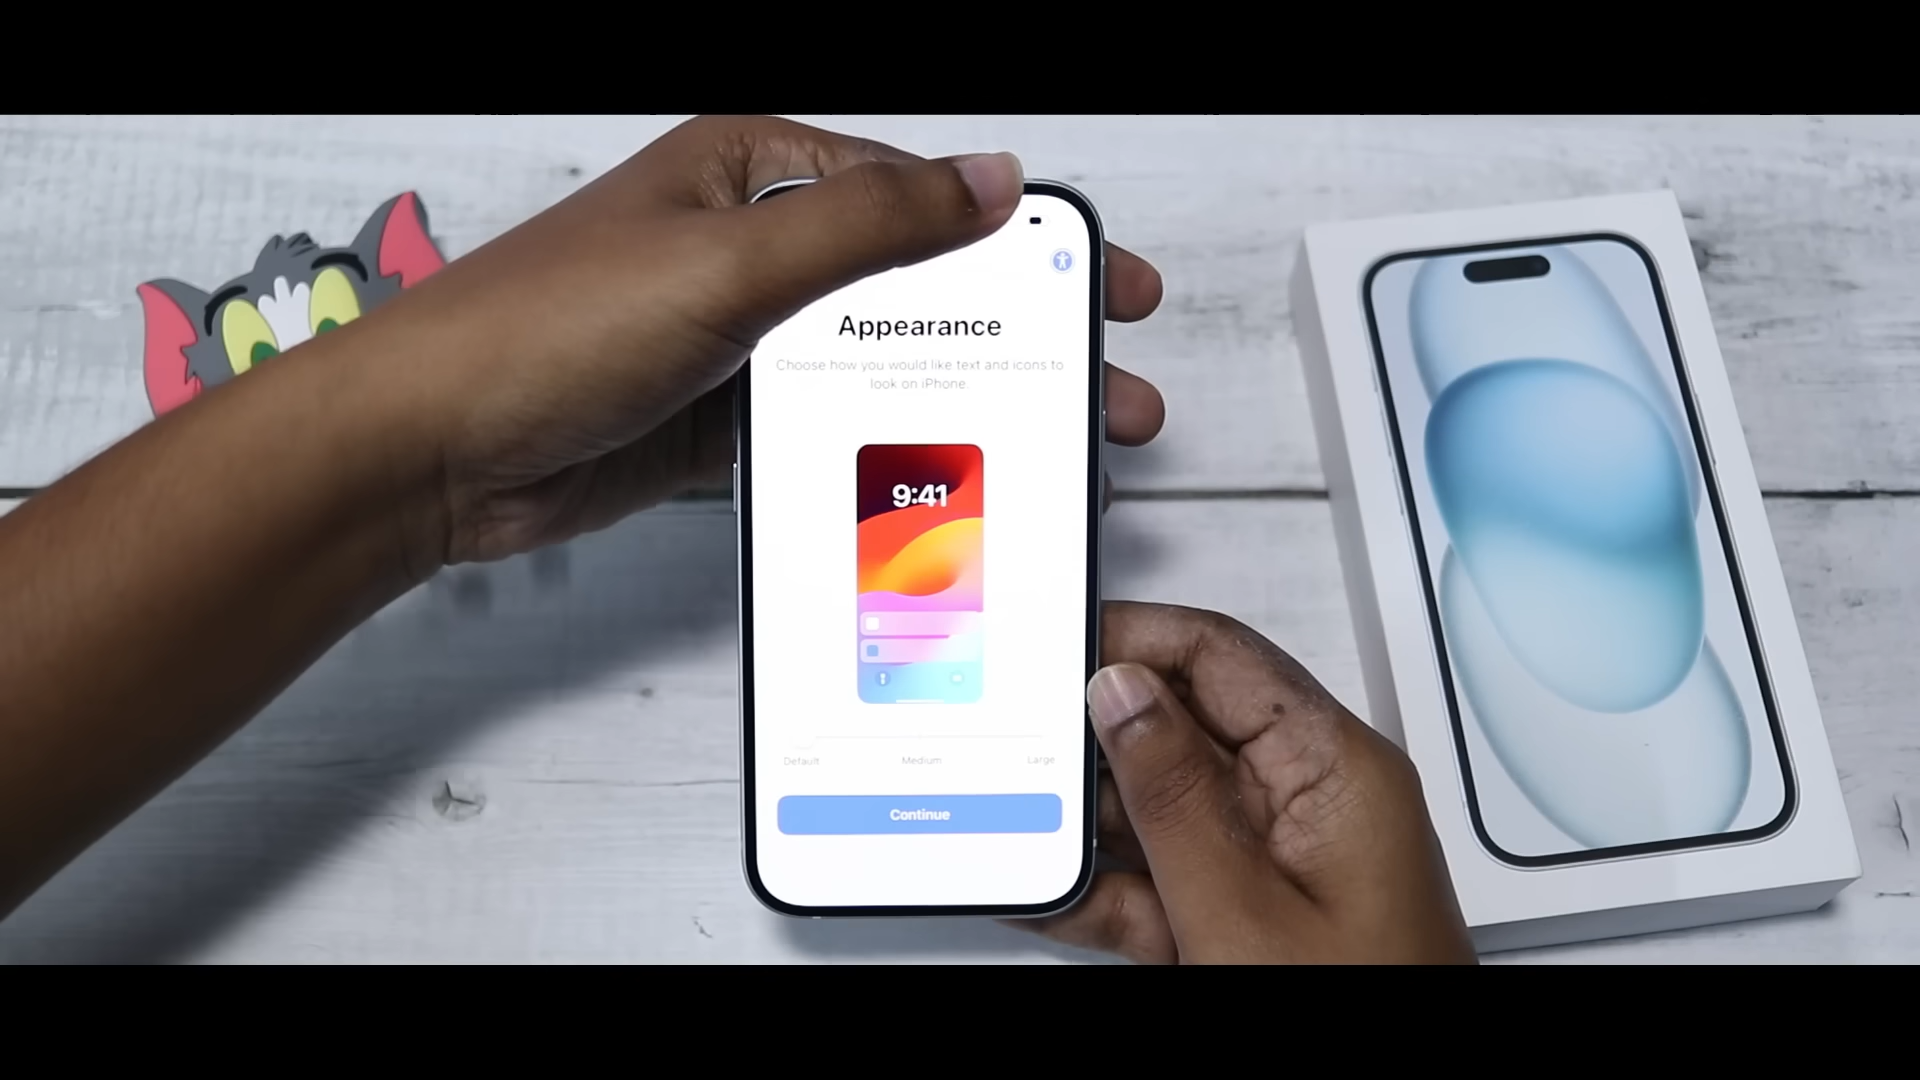 Appearance
Choose how you would like text and icons to
look on iPhone.
9:41
Default
Medium
Large
Continue